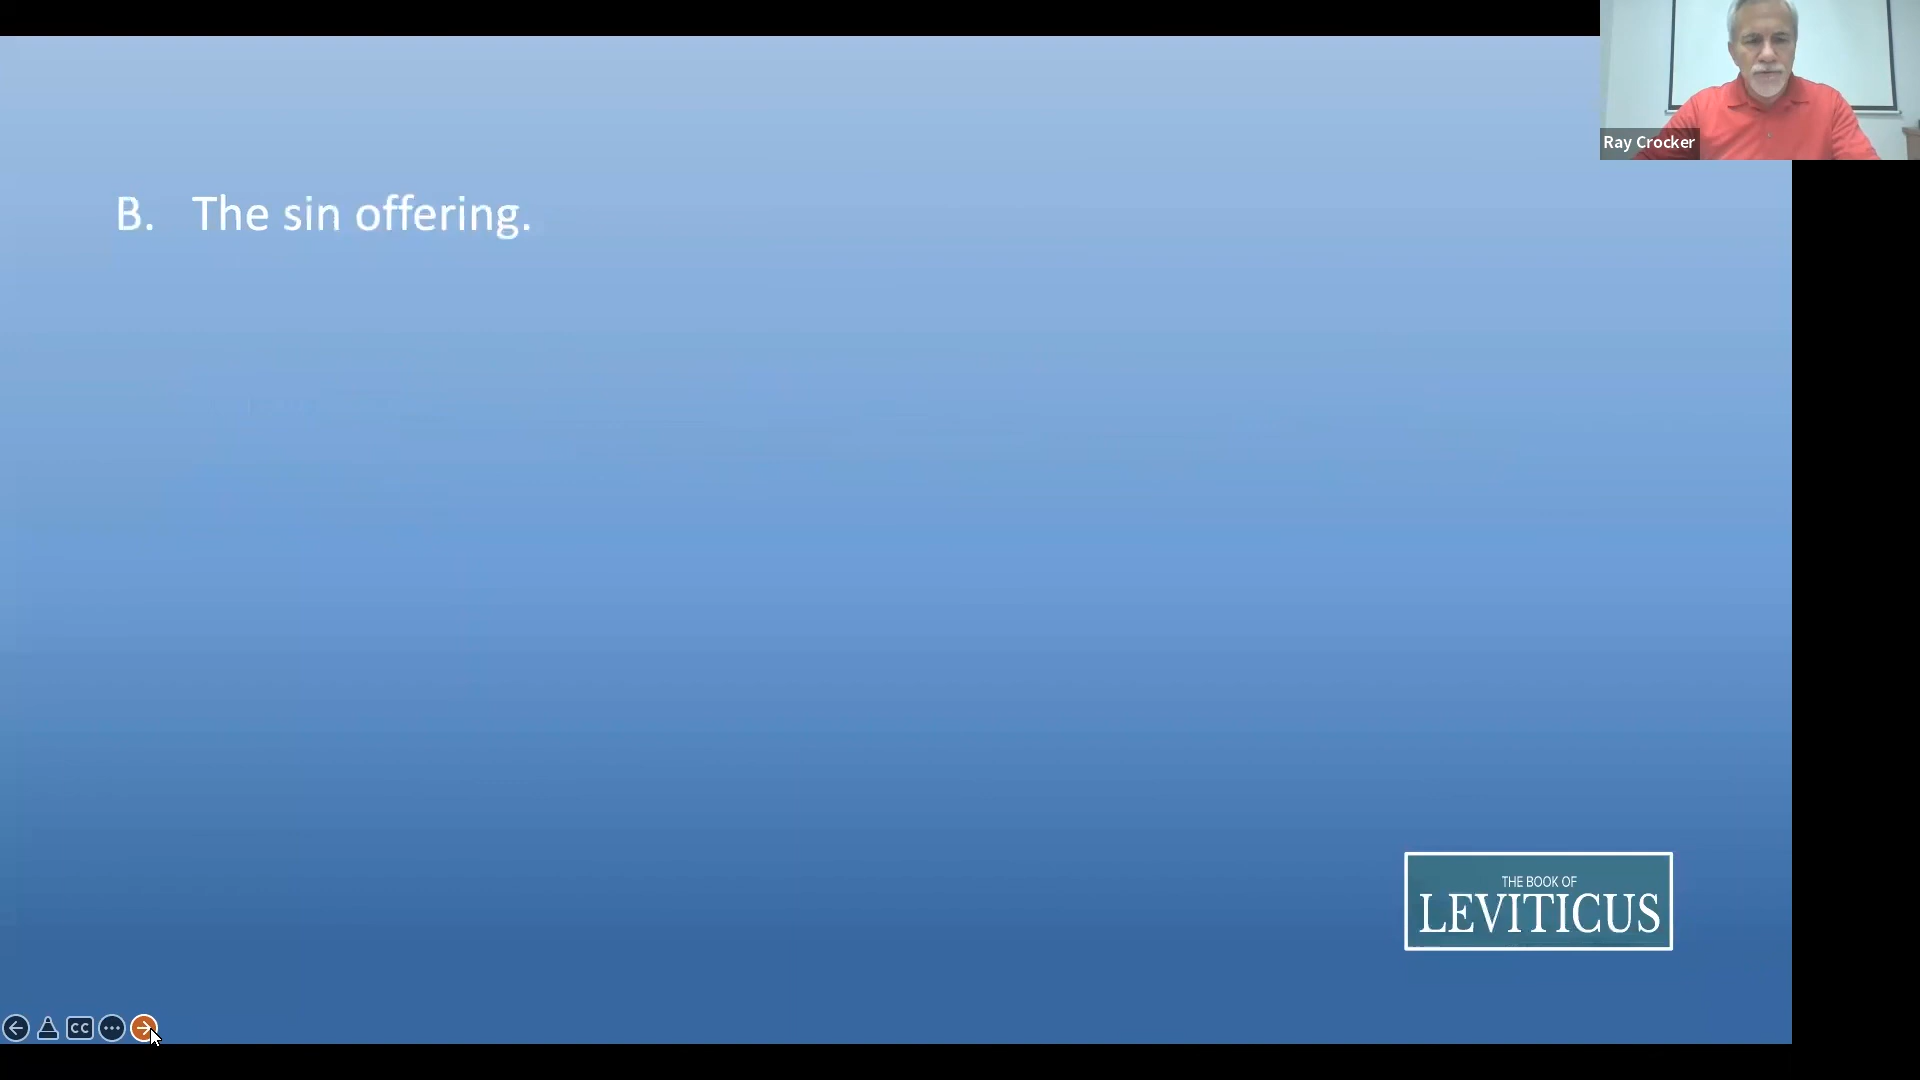 Ray Crocker
B. The sin offering.
THE BOOK OF
LEVITICUS
CC